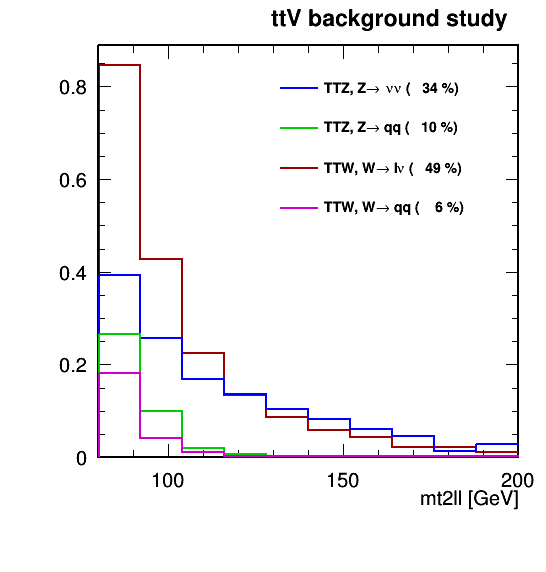 ttV background study
0.8
0.6
0.4
0.2
0
TTZ, Z→ νν ( 34 %)
TTZ, Z→ qq ( 10 %)
TTW, W→ lν ( 49 %)
TTW, W→ qq ( 6 %)
100 150 200
mt2ll [GeV]